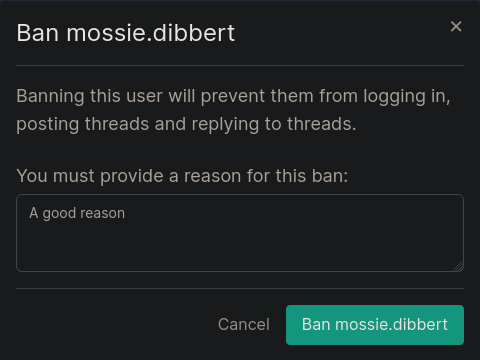 Ban mossie.dibbert
Banning this user will prevent them from logging in,
posting threads and replying to threads.
You must provide a reason for this ban:
A good reason
Cancel
Ban mossie.dibbert